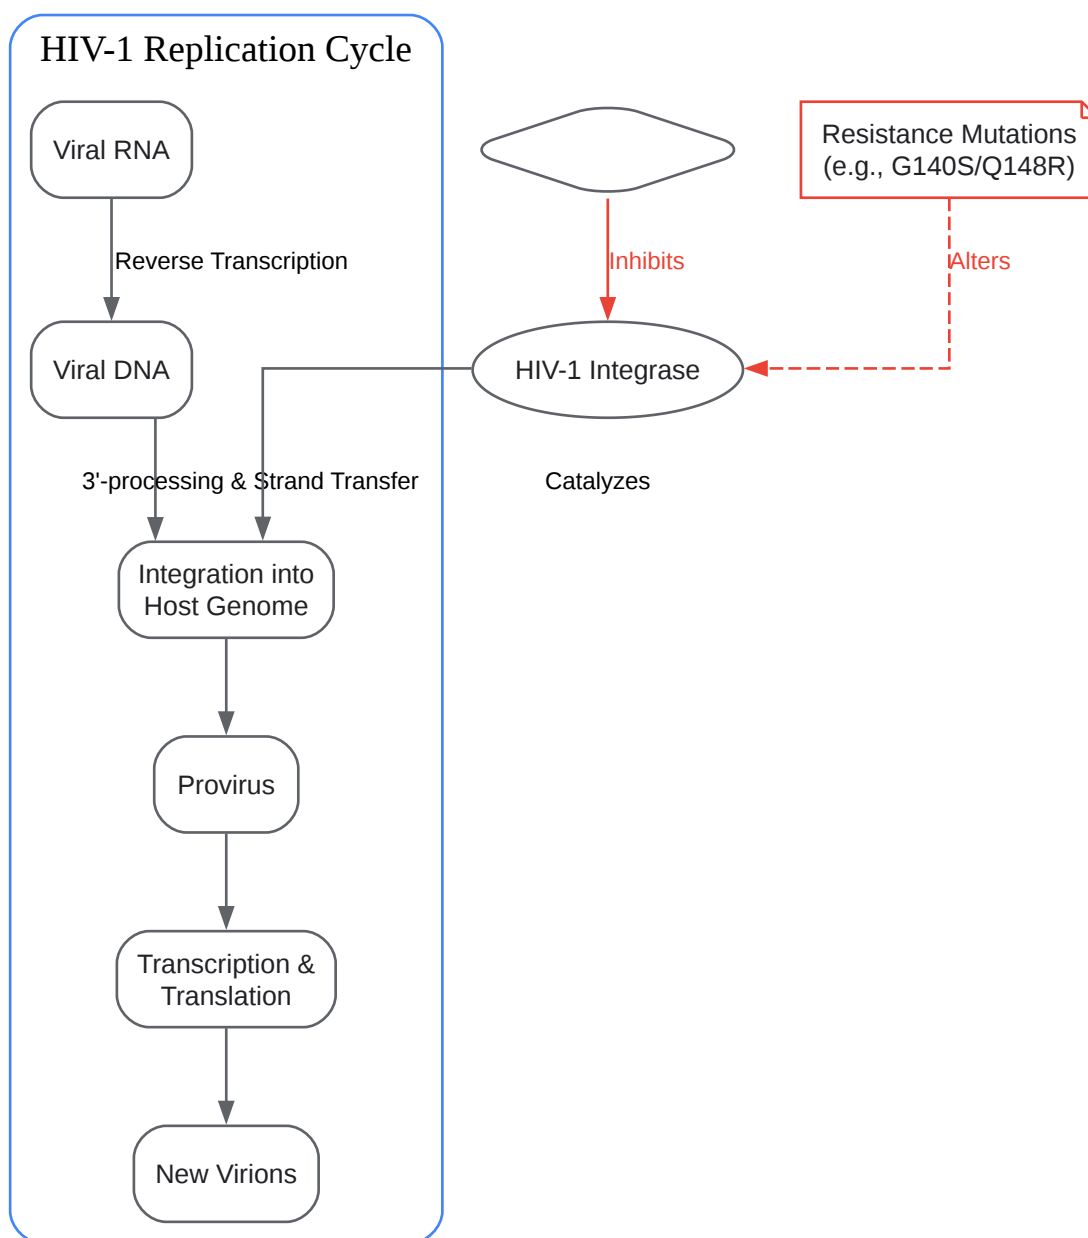 HIV-1 Replication Cycle
Viral RNA
Resistance Mutations
(e.g., G140S/Q148R)
Reverse Transcription
Inhibits
Alters
Viral DNA
HIV-1 Integrase
3'-processing & Strand Transfer
Catalyzes
Integration into
Host Genome
Provirus
Transcription &
Translation
New Virions